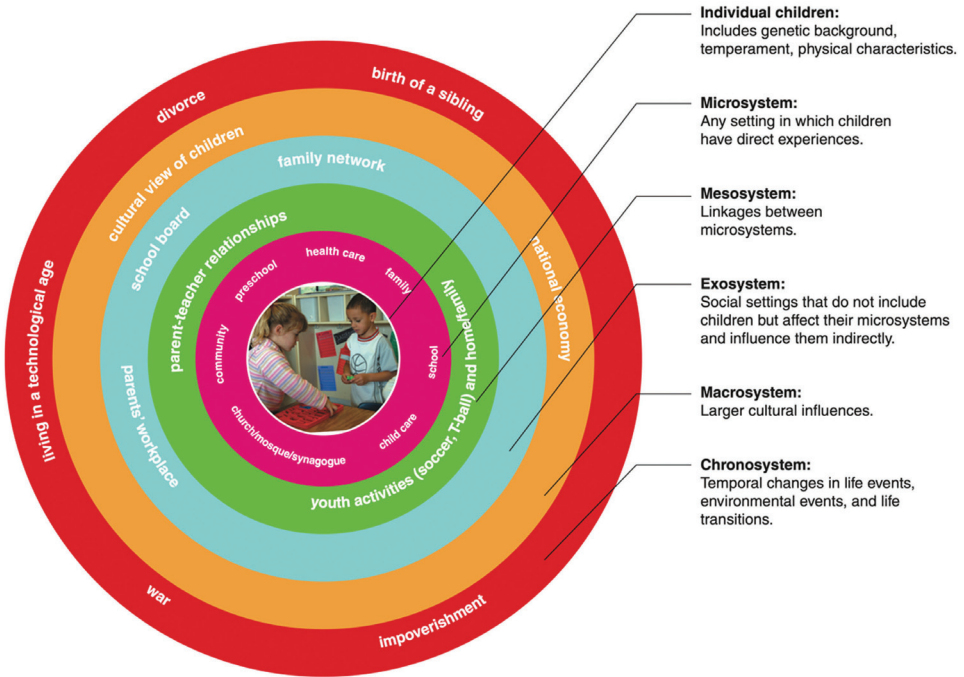 Individual children:
Includes genetic background,
temperament, physical characteristics.
Microsystem:
Any setting in which children
have direct experiences.
Mesosystem:
Linkages between
microsystems.
Exosystem:
Social settings that do not include
children but affect their microsystems
and influence them indirectly.
Macrosystem:
Larger cultural influences.
Chronosystem:
Temporal changes in life events,
environmental events, and life
transitions.
divorce
birth of a sibling
living in a technological age
war
impoverishment
cultural view of children
national economy
family network
school board
parents' workplace
parent-teacher relationships
youth activities (soccer, T-ball) and home/family
health care
preschool
family
community
school
church/mosque/synagogue
child care